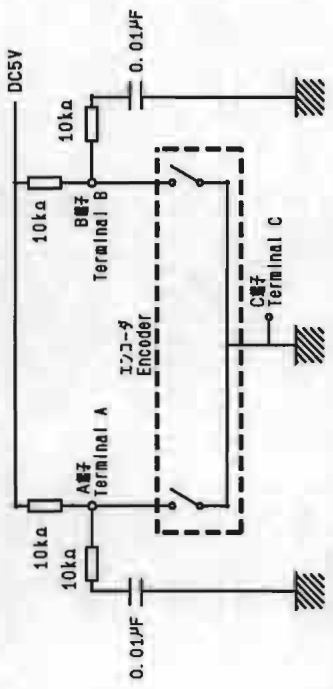 DC5V
10kΩ
10kΩ
10kΩ
10kΩ
A端子
Terminal A
B端子
Terminal B
0.01μF
0.01μF
エンコーダ
Encoder
C端子
Terminal C